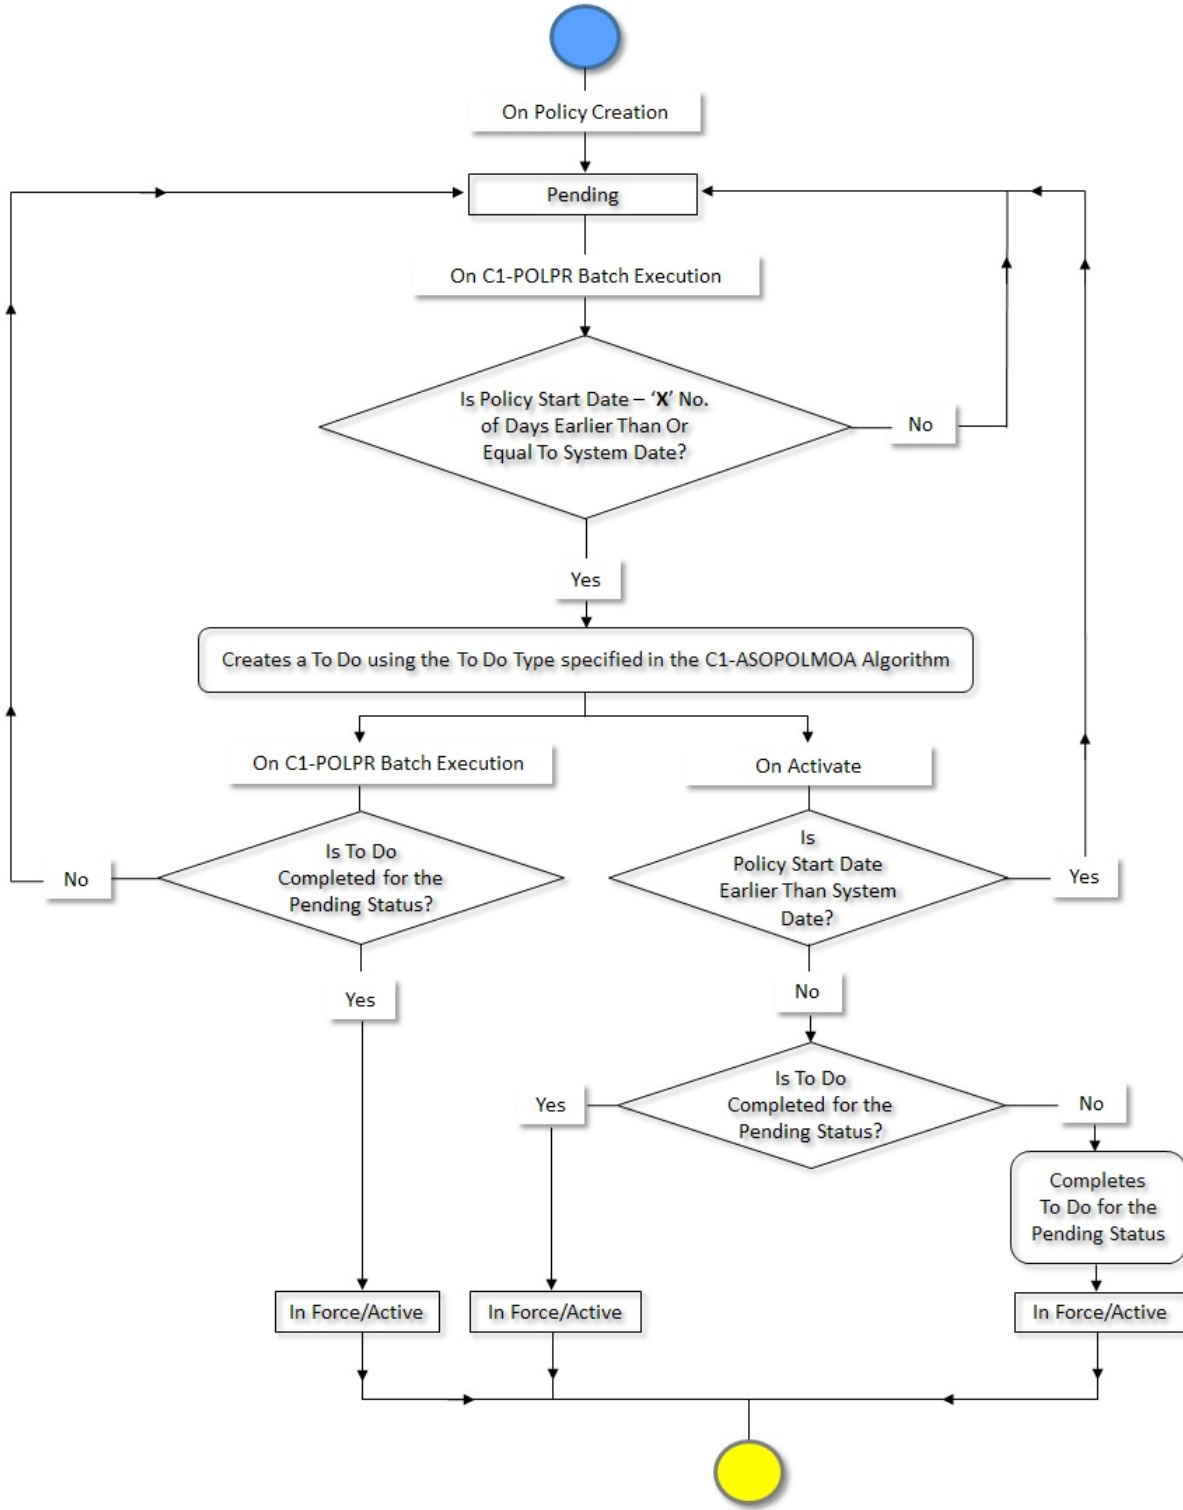 On Policy Creation
Pending
On C1-POLPR Batch Execution
Is Policy Start Date – ‘X’ No.
of Days Earlier Than Or
Equal To System Date?
No
Yes
Creates a To Do using the To Do Type specified in the C1-ASOPOLMOA Algorithm
On C1-POLPR Batch Execution
On Activate
Is To Do
Completed for the
Pending Status?
No
Is
Policy Start Date
Earlier Than System
Date?
Yes
Yes
No
Is To Do
Completed for the
Pending Status?
Yes
No
Completes
To Do for the
Pending Status
In Force/Active
In Force/Active
In Force/Active